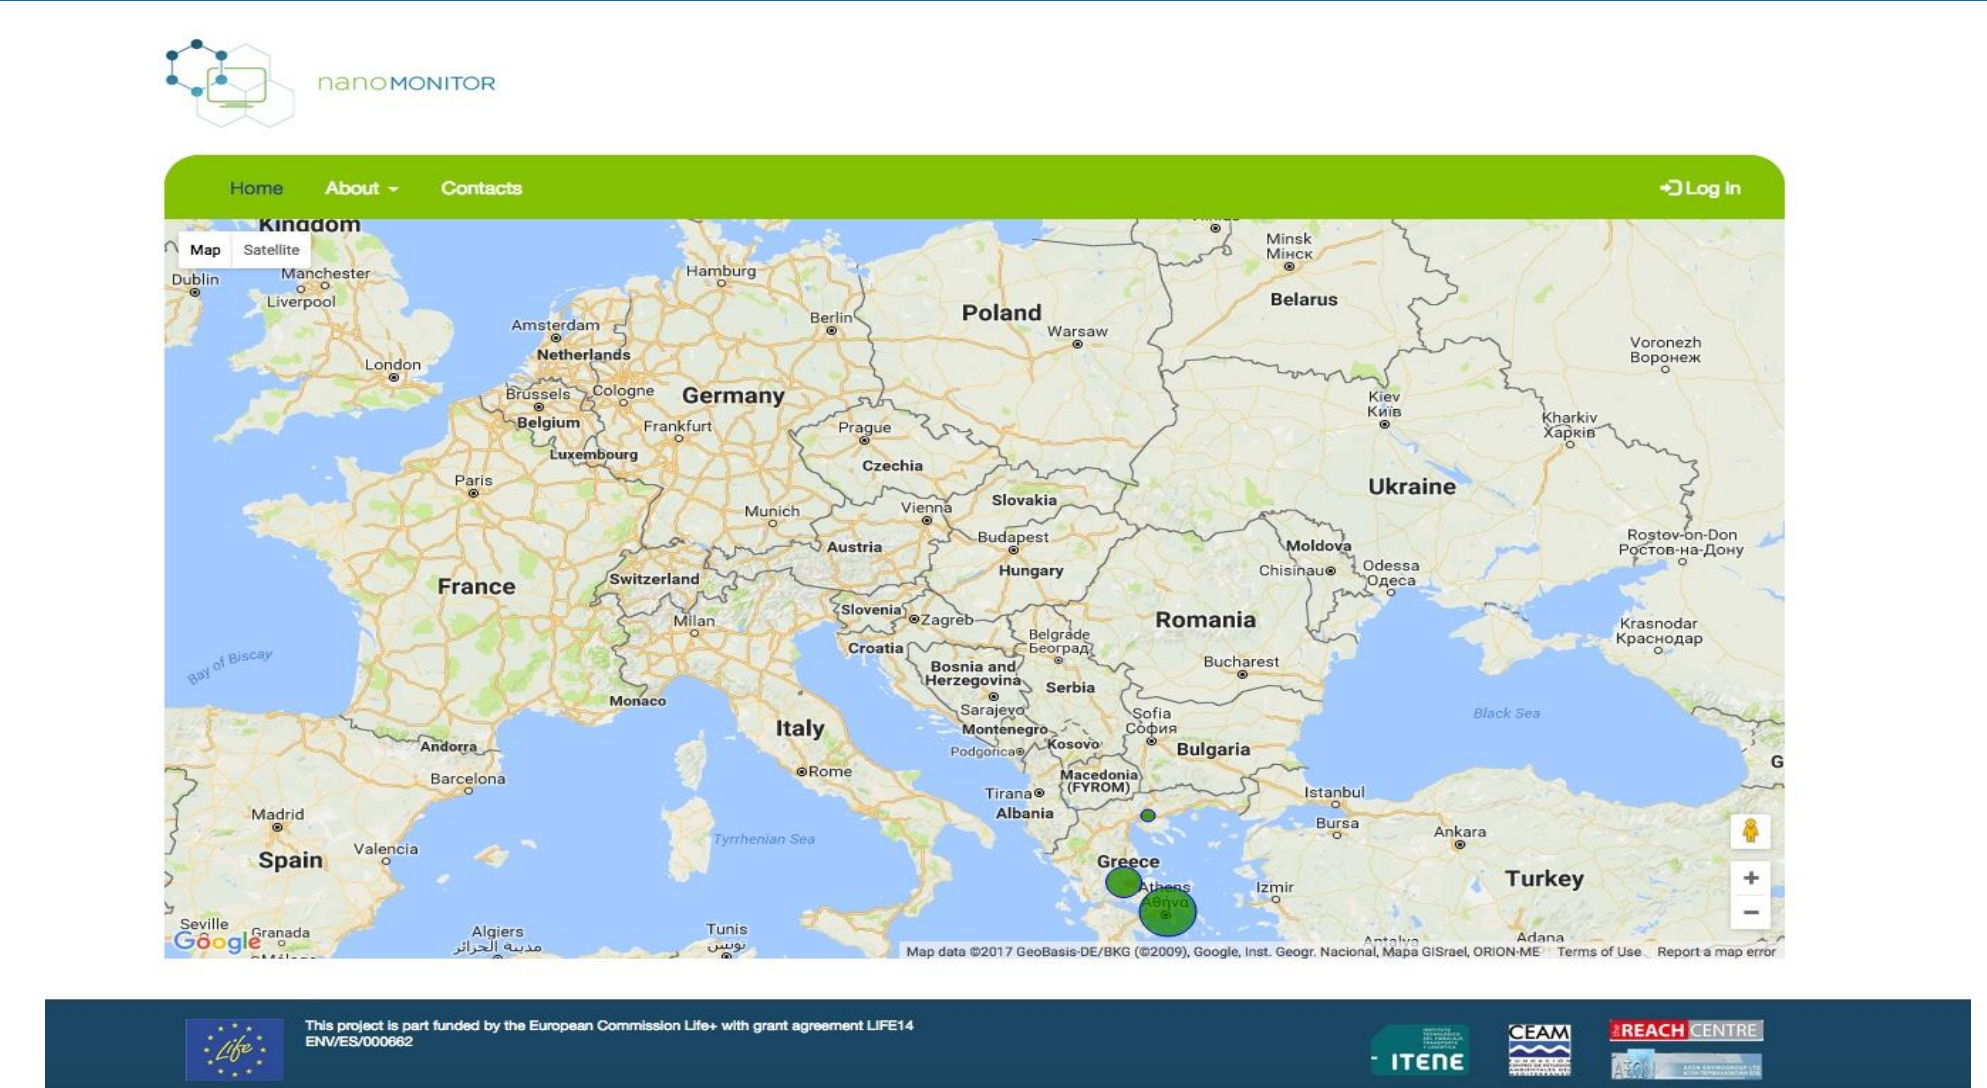 nanoMONITOR
Home About Contacts Log in
Map Satellite
Kingdom
Dublin
Manchester
Liverpool
London
Amsterdam
Netherlands
Hamburg
Berlin
Poland
Warsaw
Minsk
Мінск
Belarus
Voronezh
Воронеж
Brussels
Belgium
Cologne
Germany
Frankfurt
Luxembourg
Prague
Czechia
Kiev
Київ
Kharkiv
Харків
Paris
Munich
Vienna
Slovakia
Ukraine
Austria
Budapest
Hungary
Moldova
Chisinau
Odessa
Одеса
Rostov-on-Don
Ростов-на-Дону
France
Switzerland
Milan
Slovenia
Zagreb
Croatia
Belgrade
Београд
Romania
Bucharest
Krasnodar
Краснодар
Bay of Biscay
Monaco
Bosnia and
Herzegovina
Sarajevo
Serbia
Montenegro
Podgorica
Kosovo
Sofia
София
Bulgaria
Black Sea
Andorra
Barcelona
Italy
Rome
Macedonia
(FYROM)
Tirana
Albania
Istanbul
Bursa
Ankara
G
Madrid
Spain
Valencia
Tyrrhenian Sea
Greece
Athens
Αθήνα
Izmir
Turkey
Seville
Granada
Google
Algiers
مدينة الجزائر
Tunis
تونس
Antalya
Adana
Map data ©2017 GeoBasis-DE/BKG (©2009), Google, Inst. Geogr. Nacional, Mapa GISrael, ORION-ME Terms of Use Report a map error
Life
This project is part funded by the European Commission Life+ with grant agreement LIFE14
ENV/ES/000662
ITENE
CEAM
the REACH CENTRE